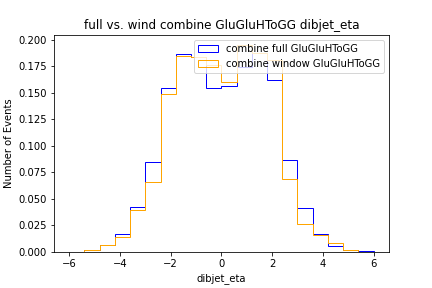 full vs. wind combine GluGluHToGG dibjet_eta
combine full GluGluHToGG
combine window GluGluHToGG
0.200
0.175
0.150
0.125
0.100
0.075
0.050
0.025
0.000
Number of Events
−6 −4 −2 0 2 4 6
dibjet_eta